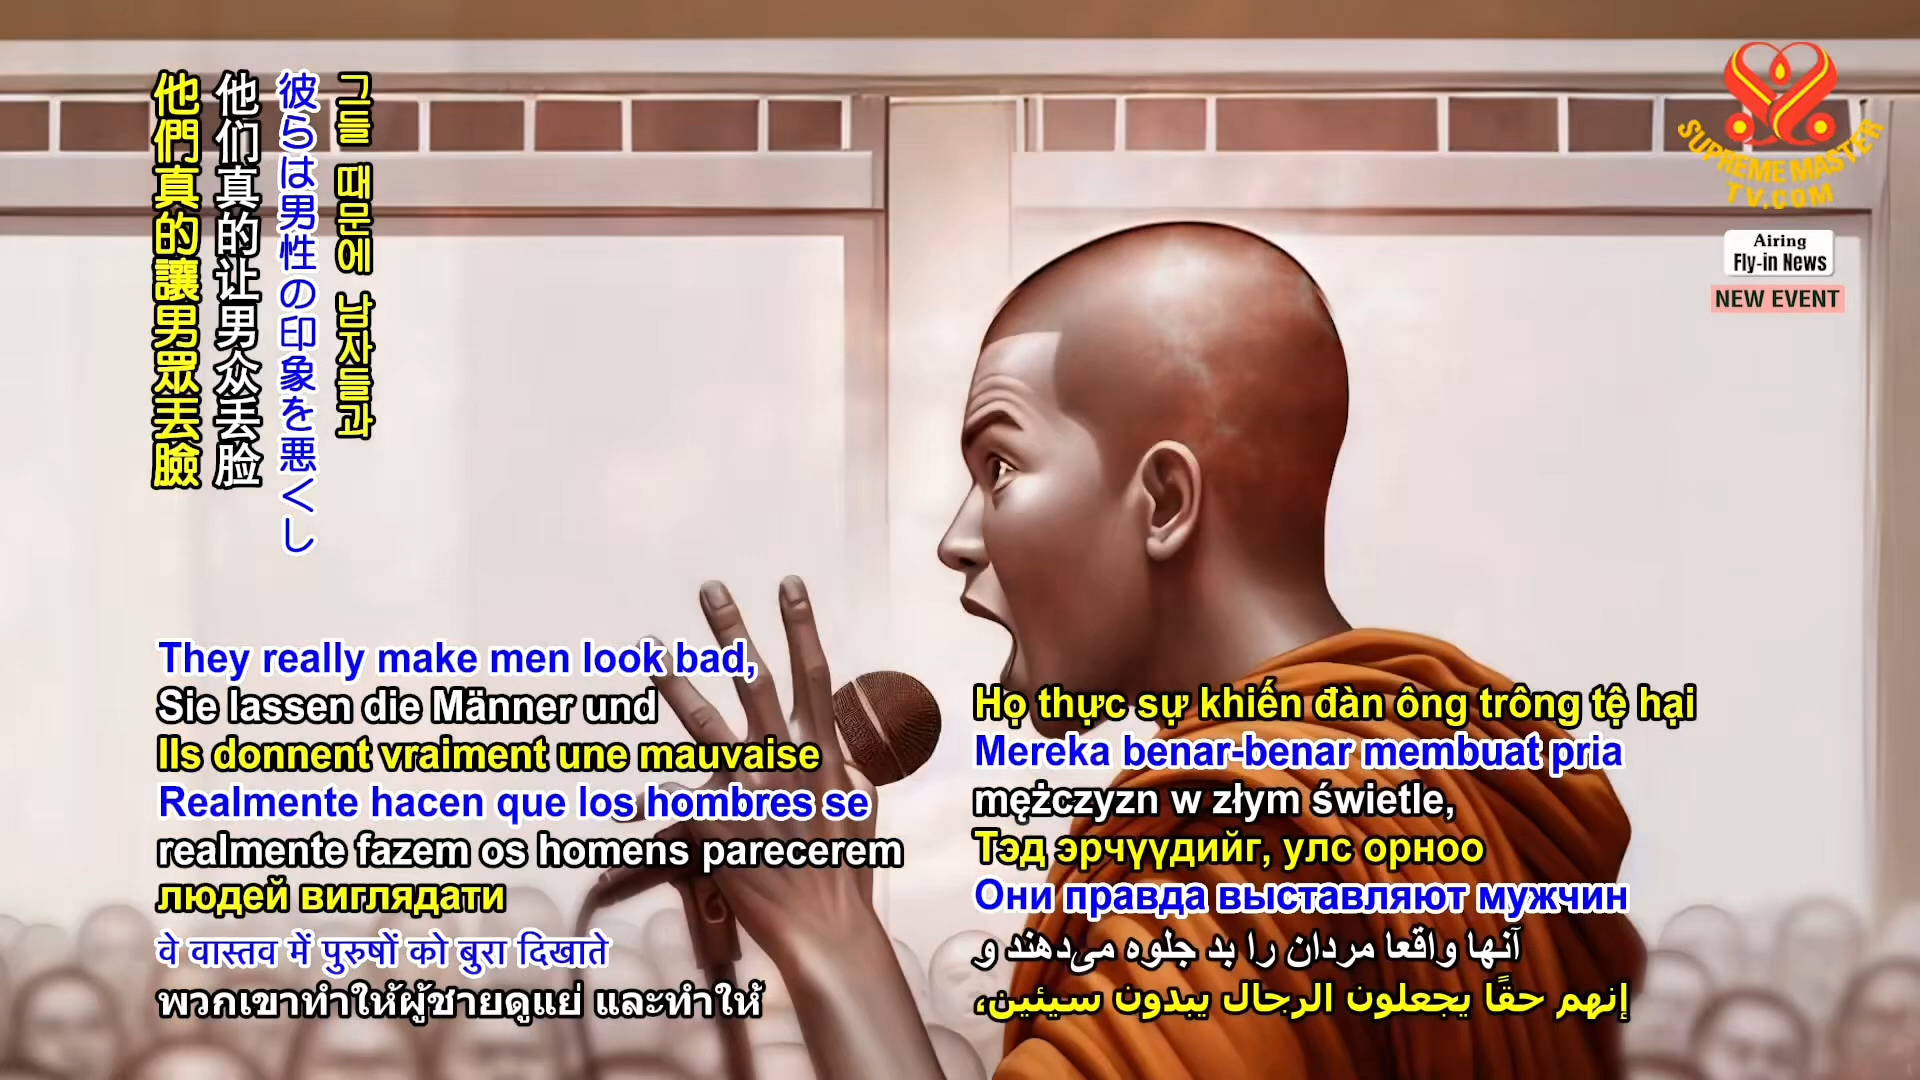 他們真的讓男眾丟臉
他们真的让男众丢脸
彼らは男性の印象を悪くし
그들 때문에 남자들과
SUPREME MASTER
TV.COM
Airing
Fly-in News
NEW EVENT
They really make men look bad,
Sie lassen die Männer und
Ils donnent vraiment une mauvaise
Realmente hacen que los hombres se
realmente fazem os homens parecerem
людей виглядати
वे वास्तव में पुरुषों को बुरा दिखाते
พวกเขาทำให้ผู้ชายดูแย่ และทำให้
Họ thực sự khiến đàn ông trông tệ hại
Mereka benar-benar membuat pria
mężczyzn w złym świetle,
Тэд эрчүүдийг, улс орноо
Они правда выставляют мужчин
آنها واقعا مردان را بد جلوه می‌دهند و
إنهم حقًا يجعلون الرجال يبدون سيئين،